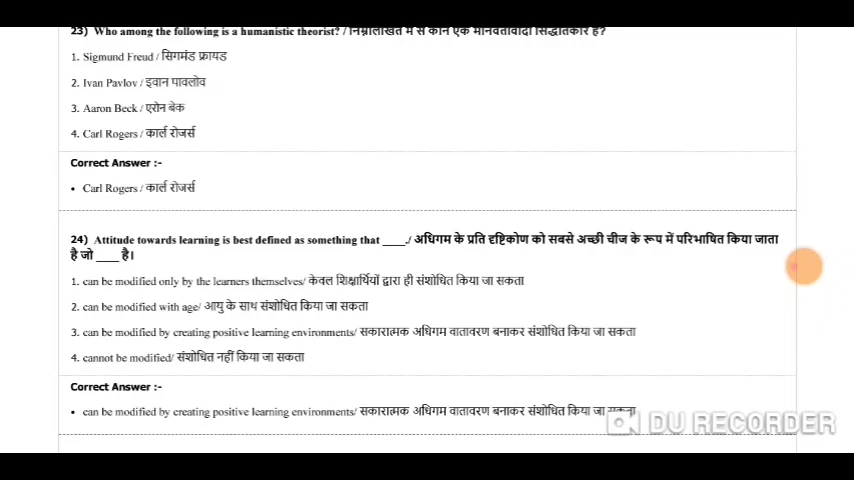 23) Who among the following is a humanistic theorist? / निम्नलिखित में से कौन एक मानवतावादी सिद्धांतकार है?
1. Sigmund Freud / सिगमंड फ्रायड
2. Ivan Pavlov / इवान पावलोव
3. Aaron Beck / एरोन बेक
4. Carl Rogers / कार्ल रोजर्स
Correct Answer :-
• Carl Rogers / कार्ल रोजर्स
24) Attitude towards learning is best defined as something that ____./ अधिगम के प्रति दृष्टिकोण को सबसे अच्छी चीज के रूप में परिभाषित किया जाता
है जो ____ है।
1. can be modified only by the learners themselves/ केवल शिक्षार्थियों द्वारा ही संशोधित किया जा सकता
2. can be modified with age/ आयु के साथ संशोधित किया जा सकता
3. can be modified by creating positive learning environments/ सकारात्मक अधिगम वातावरण बनाकर संशोधित किया जा सकता
4. cannot be modified/ संशोधित नहीं किया जा सकता
Correct Answer :-
• can be modified by creating positive learning environments/ सकारात्मक अधिगम वातावरण बनाकर संशोधित किया जा सकता
DU RECORDER